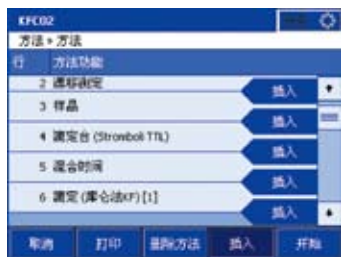 KFC02
方法 • 方法
行 方法功能
2 漂移测定
插入
3 样品
插入
4 滴定台 (Stromboli TTL)
插入
5 混合时间
插入
6 滴定 (库仑法KF) [1]
插入
取消 打印 删除方法 插入 开始